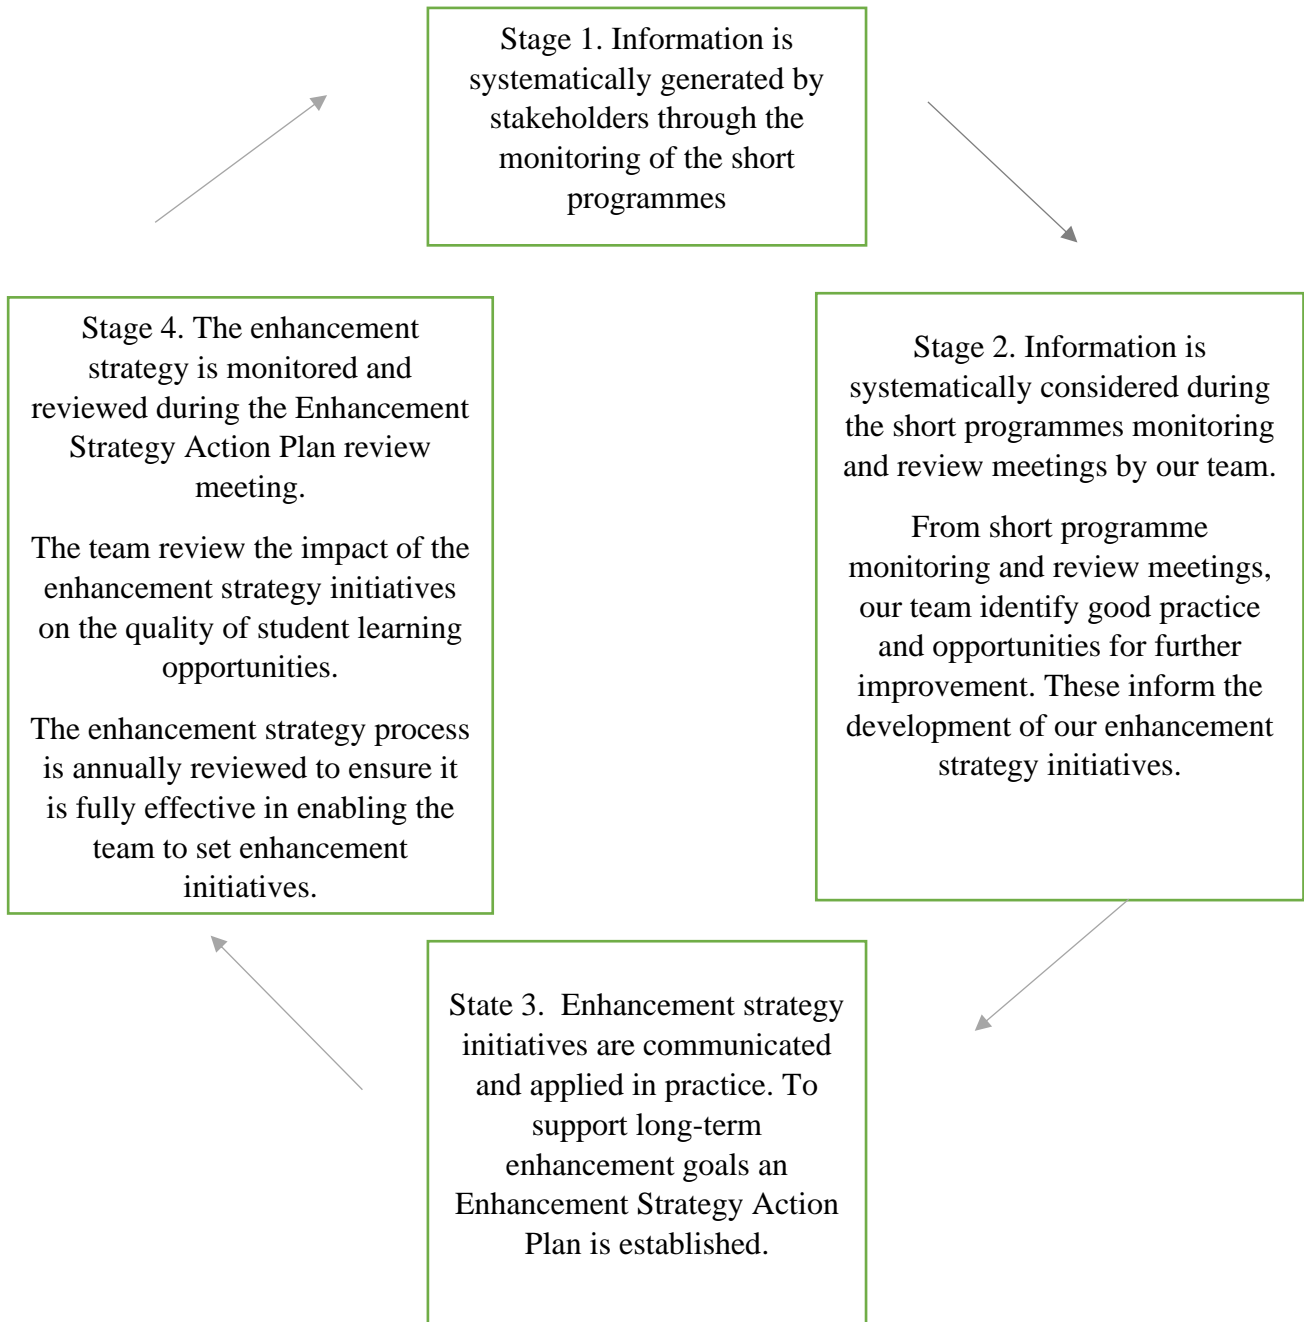 Stage 1. Information is
systematically generated by
stakeholders through the
monitoring of the short
programmes
Stage 2. Information is
systematically considered during
the short programmes monitoring
and review meetings by our team.
From short programme
monitoring and review meetings,
our team identify good practice
and opportunities for further
improvement. These inform the
development of our enhancement
strategy initiatives.
State 3.  Enhancement strategy
initiatives are communicated
and applied in practice. To
support long-term
enhancement goals an
Enhancement Strategy Action
Plan is established.
Stage 4. The enhancement
strategy is monitored and
reviewed during the Enhancement
Strategy Action Plan review
meeting.
The team review the impact of the
enhancement strategy initiatives
on the quality of student learning
opportunities.
The enhancement strategy process
is annually reviewed to ensure it
is fully effective in enabling the
team to set enhancement
initiatives.